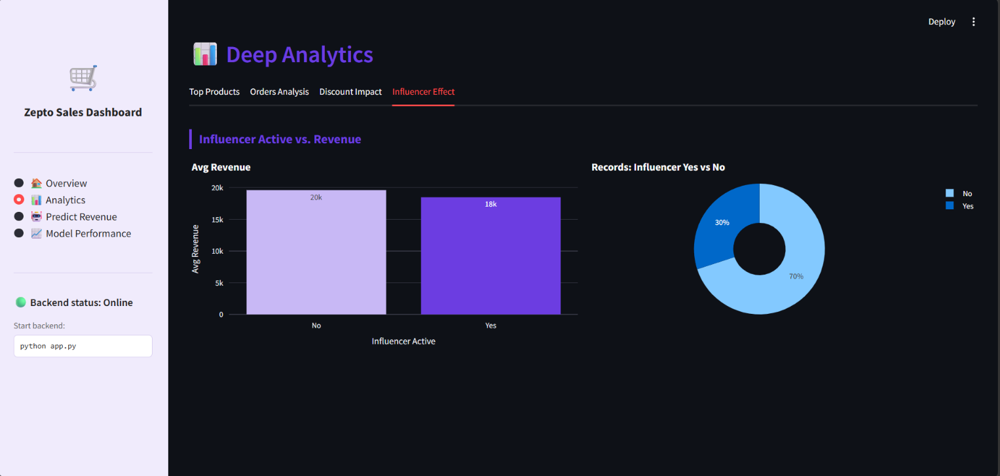 Deploy
Zepto Sales Dashboard
Overview
Analytics
Predict Revenue
Model Performance
Backend status: Online
Start backend:
python app.py
Deep Analytics
Top Products Orders Analysis Discount Impact Influencer Effect
Influencer Active vs. Revenue
Avg Revenue
20k
15k
10k
5k
0
Avg Revenue
20k
18k
No
Yes
Influencer Active
Records: Influencer Yes vs No
30%
70%
No
Yes